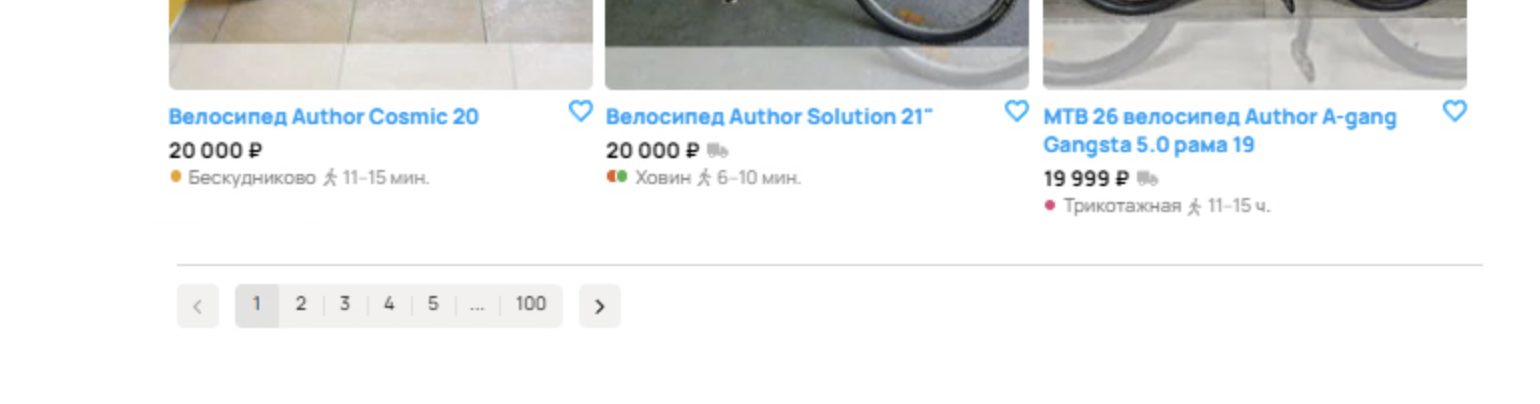 Велосипед Author Cosmic 20
20 000 ₽
Бескудниково 11–15 мин.
Велосипед Author Solution 21"
20 000 ₽
Ховин 6–10 мин.
MTB 26 велосипед Author A-gang
Gangsta 5.0 рама 19
19 999 ₽
Трикотажная 11–15 ч.
1 2 3 4 5 ... 100